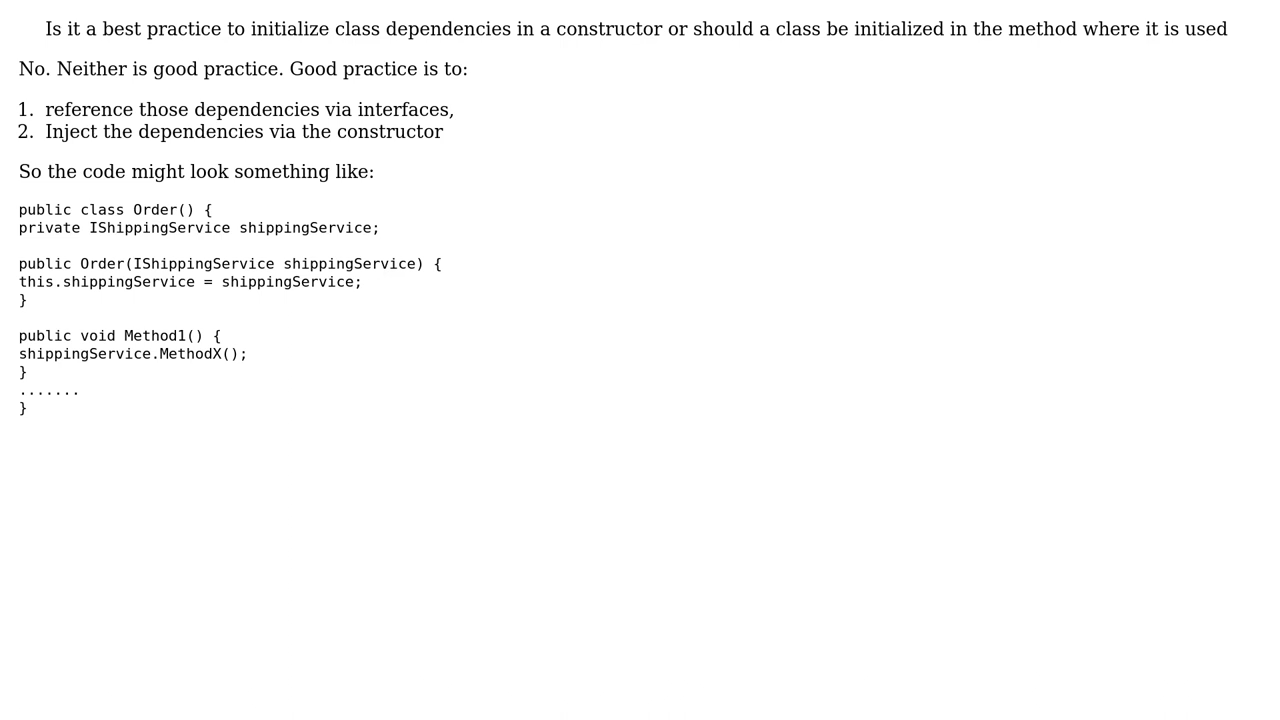 Is it a best practice to initialize class dependencies in a constructor or should a class be initialized in the method where it is used
No. Neither is good practice. Good practice is to:
1. reference those dependencies via interfaces,
2. Inject the dependencies via the constructor
So the code might look something like:
public class Order() {
private IShippingService shippingService;
public Order(IShippingService shippingService) {
this.shippingService = shippingService;
}
public void Method1() {
shippingService.MethodX();
}
.......
}